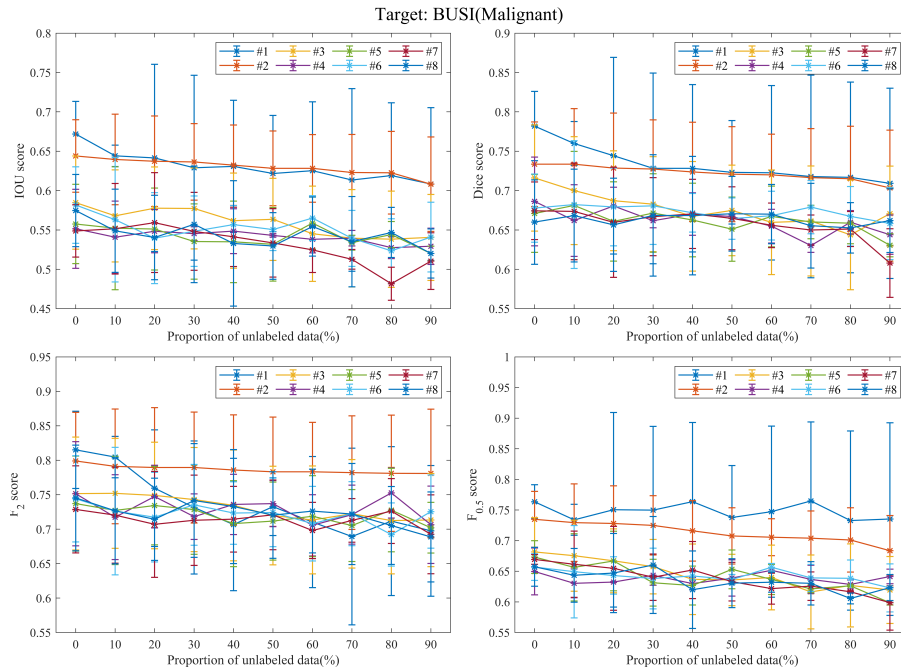 Target: BUSI(Malignant)
0.8
0.75
0.7
0.65
0.6
0.55
0.5
0.45
IOU score
#1 #3 #5 #7
#2 #4 #6 #8
0 10 20 30 40 50 60 70 80 90
Proportion of unlabeled data(%)
0.9
0.85
0.8
0.75
0.7
0.65
0.6
0.55
Dice score
#1 #3 #5 #7
#2 #4 #6 #8
0 10 20 30 40 50 60 70 80 90
Proportion of unlabeled data(%)
0.95
0.9
0.85
0.8
0.75
0.7
0.65
0.6
0.55
F2 score
#1 #3 #5 #7
#2 #4 #6 #8
0 10 20 30 40 50 60 70 80 90
Proportion of unlabeled data(%)
1
0.95
0.9
0.85
0.8
0.75
0.7
0.65
0.6
0.55
F0.5 score
#1 #3 #5 #7
#2 #4 #6 #8
0 10 20 30 40 50 60 70 80 90
Proportion of unlabeled data(%)